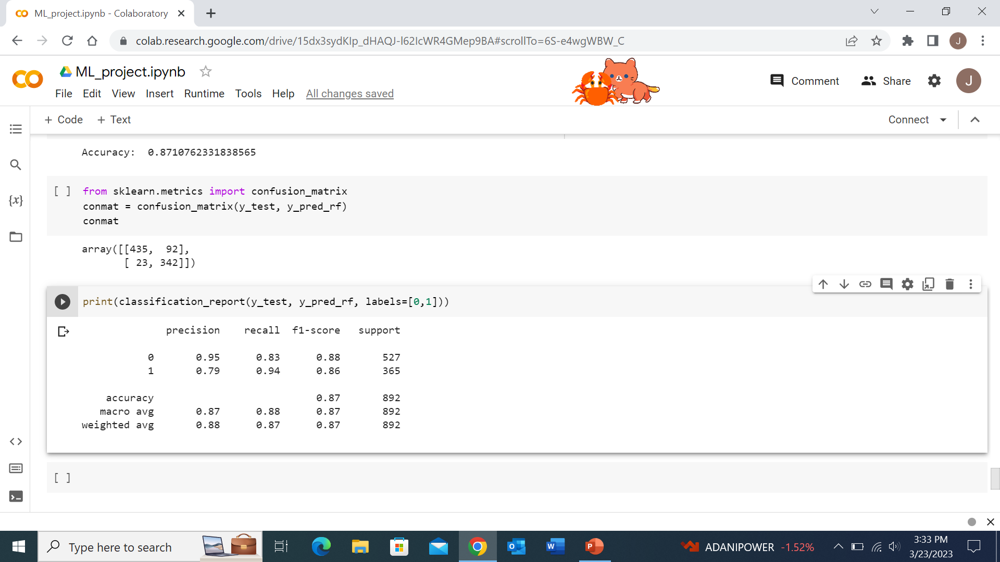 ML_project.ipynb - Colaboratory
colab.research.google.com/drive/15dx3sydKIp_dHAQJ-l62IcWR4GMep9BA#scrollTo=6S-e4wgWBW_C
J
ML_project.ipynb
File Edit View Insert Runtime Tools Help All changes saved
Comment Share J
+ Code + Text Connect
Accuracy:  0.8710762331838565
[ ] from sklearn.metrics import confusion_matrix
conmat = confusion_matrix(y_test, y_pred_rf)
conmat
array([[435,  92],
       [ 23, 342]])
print(classification_report(y_test, y_pred_rf, labels=[0,1]))
precision recall f1-score support
0 0.95 0.83 0.88 527
1 0.79 0.94 0.86 365
accuracy 0.87 892
macro avg 0.87 0.88 0.87 892
weighted avg 0.88 0.87 0.87 892
[ ]
{x}
Type here to search
ADANIPOWER -1.52%
3:33 PM
3/23/2023